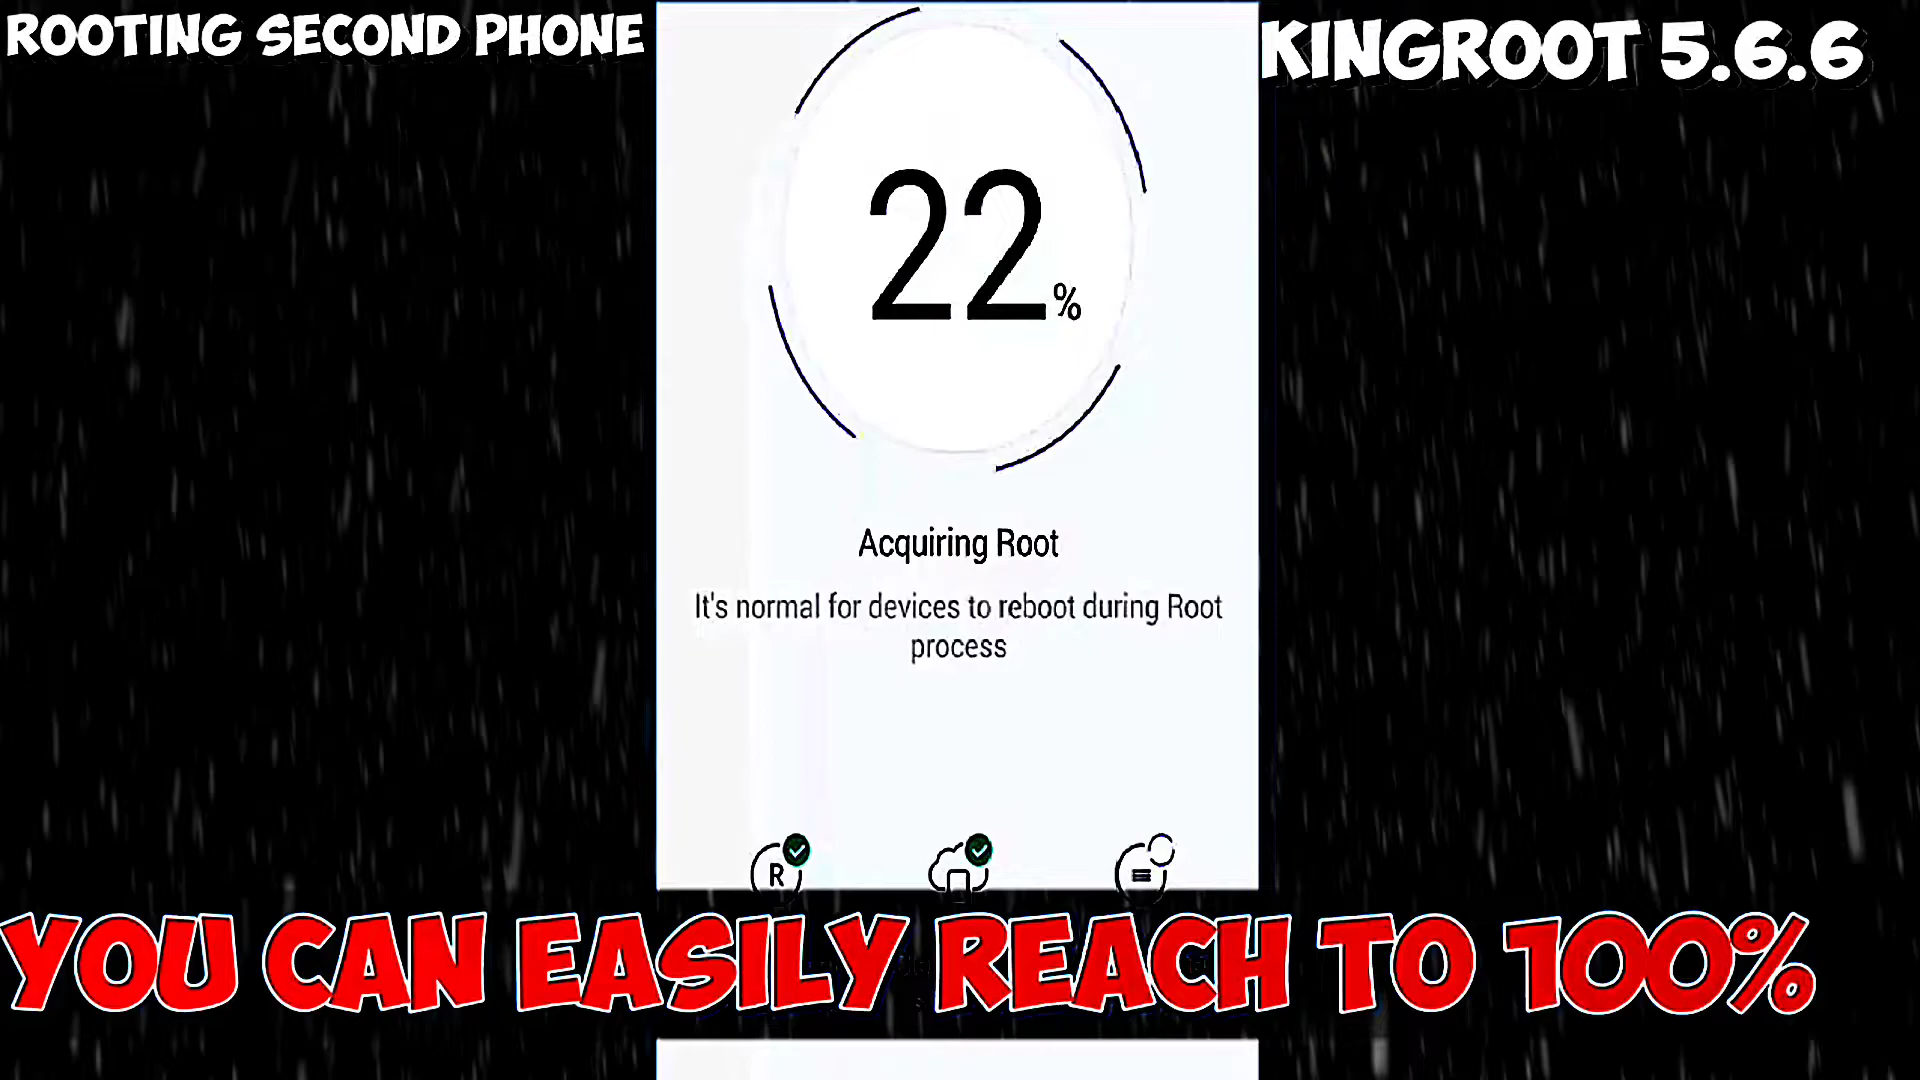 ROOTING SECOND PHONE
KINGROOT 5.6.6
22%
Acquiring Root
It's normal for devices to reboot during Root
process
R
YOU CAN EASILY REACH TO 100%